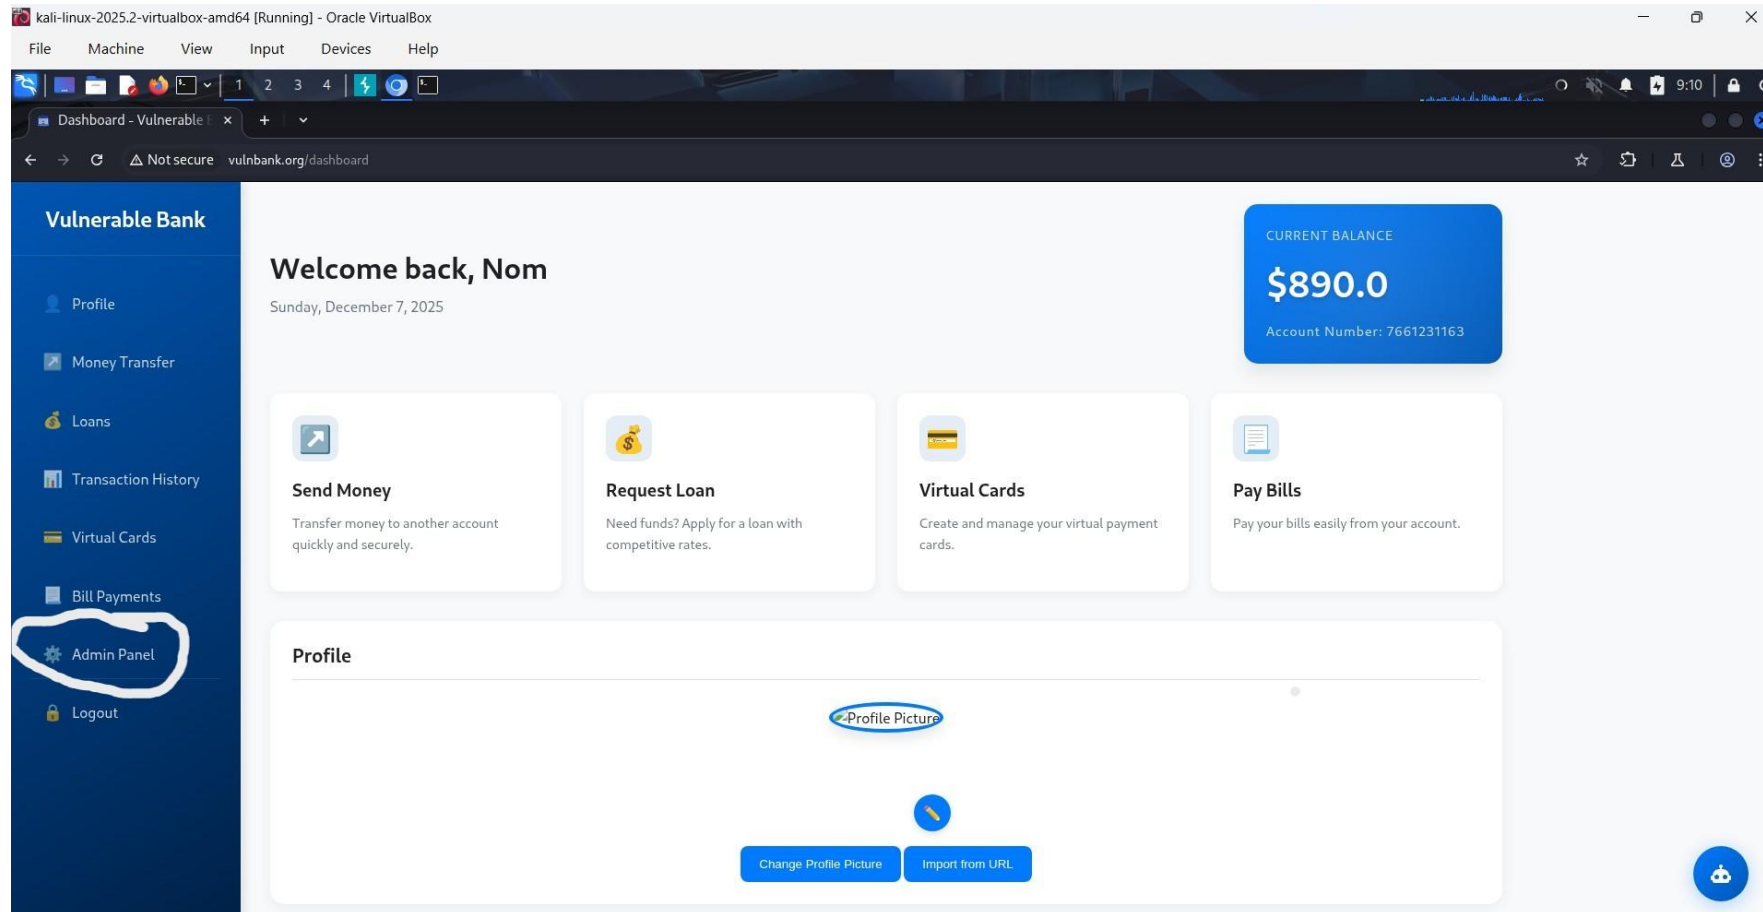 kali-linux-2025.2-virtualbox-amd64 [Running] - Oracle VirtualBox
File Machine View Input Devices Help
1 2 3 4 9:10
Dashboard - Vulnerable
Not secure vulnbank.org/dashboard
Vulnerable Bank
Profile
Money Transfer
Loans
Transaction History
Virtual Cards
Bill Payments
Admin Panel
Logout
Welcome back, Nom
Sunday, December 7, 2025
CURRENT BALANCE
$890.0
Account Number: 7661231163
Send Money
Transfer money to another account
quickly and securely.
Request Loan
Need funds? Apply for a loan with
competitive rates.
Virtual Cards
Create and manage your virtual payment
cards.
Pay Bills
Pay your bills easily from your account.
Profile
Profile Picture
Change Profile Picture
Import from URL